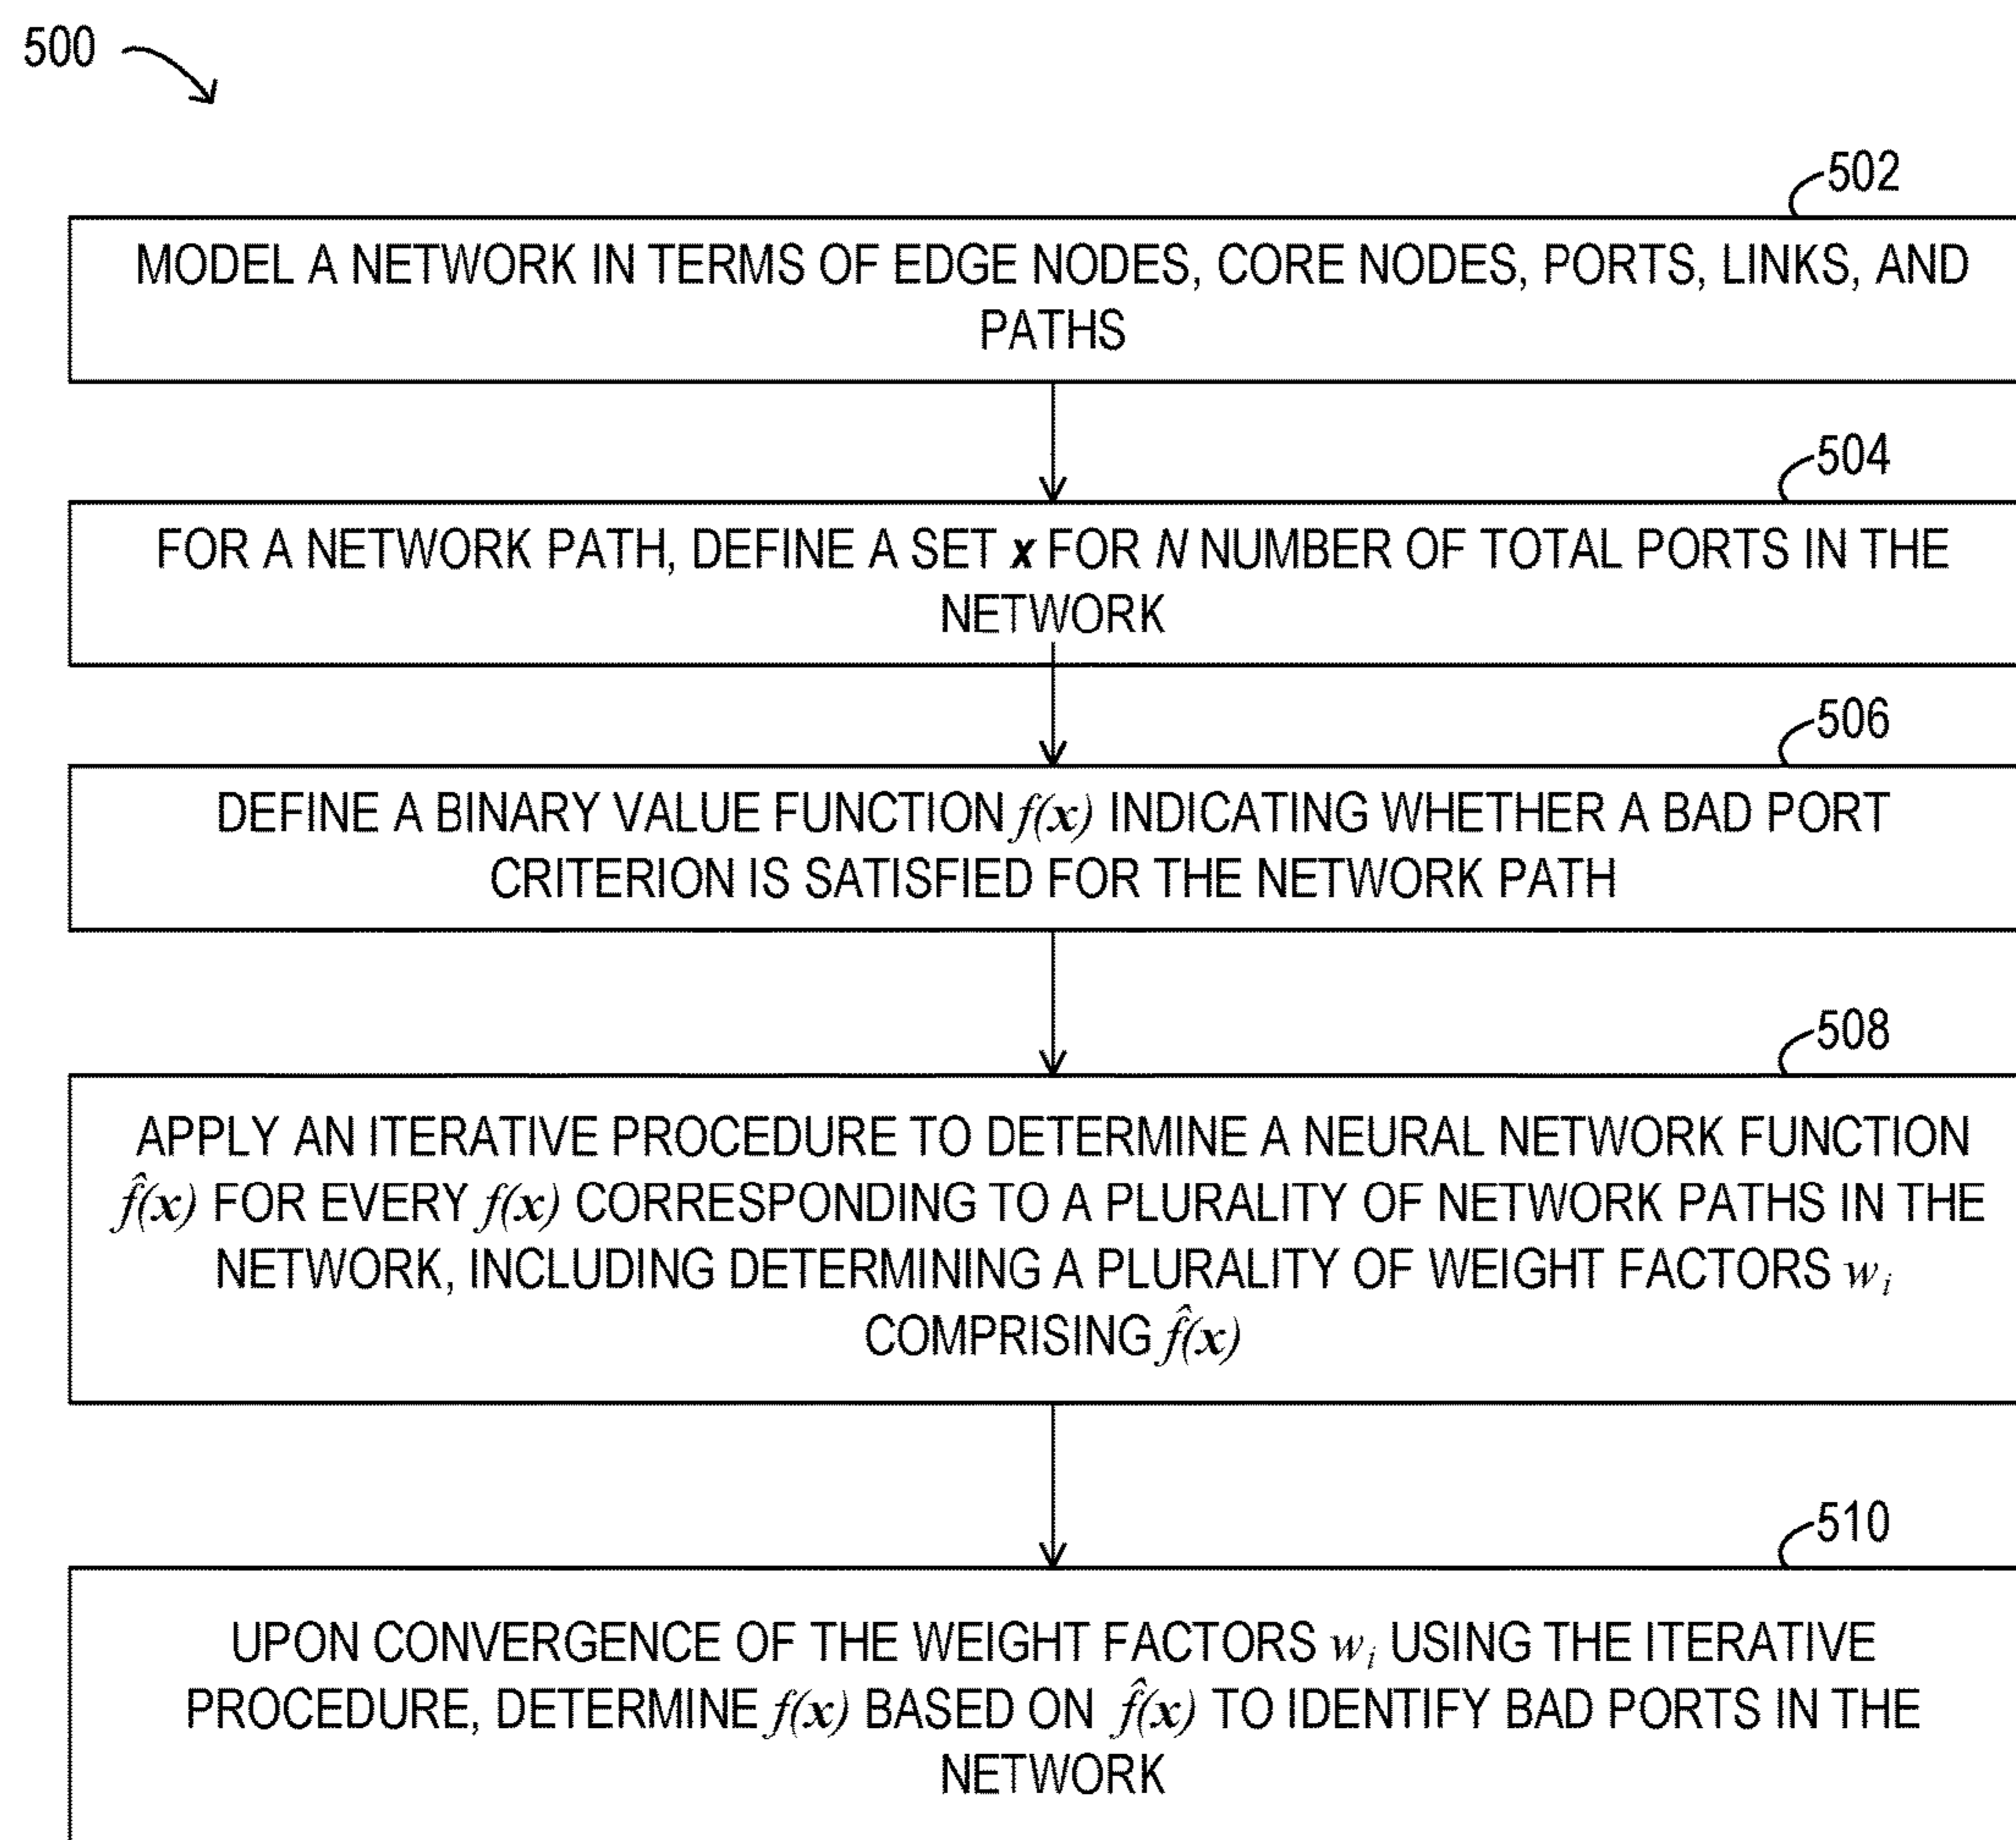 500
502
MODEL A NETWORK IN TERMS OF EDGE NODES, CORE NODES, PORTS, LINKS, AND
PATHS
504
FOR A NETWORK PATH, DEFINE A SET x FOR N NUMBER OF TOTAL PORTS IN THE
NETWORK
506
DEFINE A BINARY VALUE FUNCTION f(x) INDICATING WHETHER A BAD PORT
CRITERION IS SATISFIED FOR THE NETWORK PATH
508
APPLY AN ITERATIVE PROCEDURE TO DETERMINE A NEURAL NETWORK FUNCTION
f̂(x) FOR EVERY f(x) CORRESPONDING TO A PLURALITY OF NETWORK PATHS IN THE
NETWORK, INCLUDING DETERMINING A PLURALITY OF WEIGHT FACTORS wᵢ
COMPRISING f̂(x)
510
UPON CONVERGENCE OF THE WEIGHT FACTORS wᵢ USING THE ITERATIVE
PROCEDURE, DETERMINE f(x) BASED ON f̂(x) TO IDENTIFY BAD PORTS IN THE
NETWORK